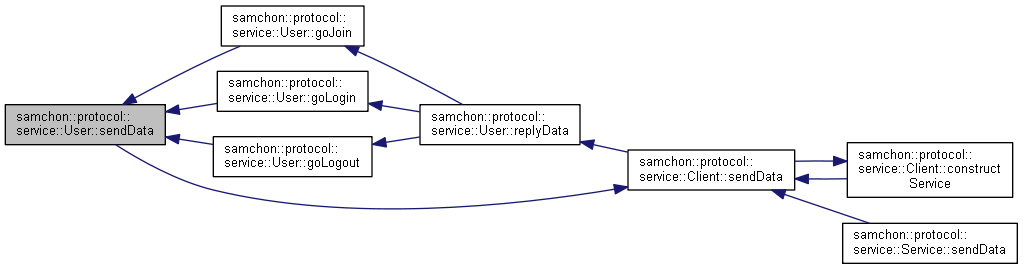 samchon::protocol::
service::User::goJoin
samchon::protocol::
service::User::goLogin
samchon::protocol::
service::User::sendData
samchon::protocol::
service::User::replyData
samchon::protocol::
service::User::goLogout
samchon::protocol::
service::Client::sendData
samchon::protocol::
service::Client::construct
Service
samchon::protocol::
service::Service::sendData